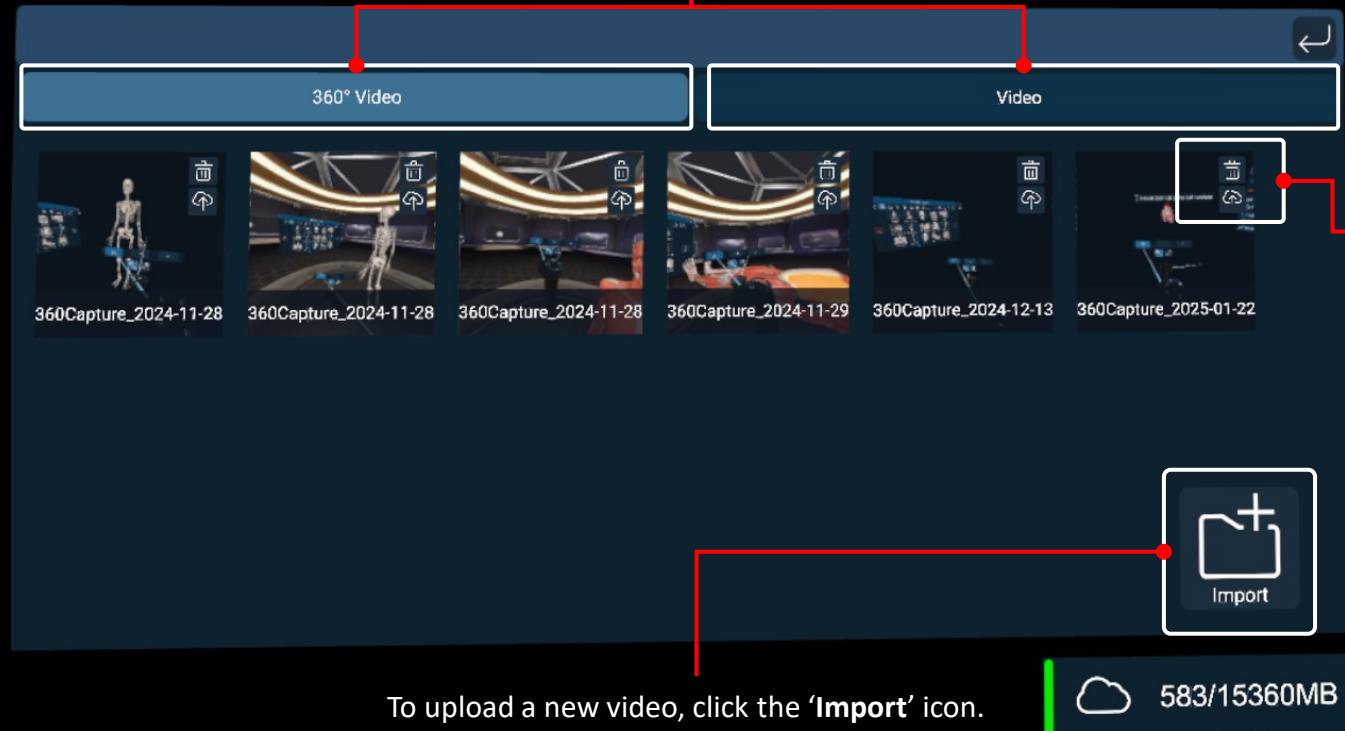 360° Video
Video
360Capture_2024-11-28
360Capture_2024-11-28
360Capture_2024-11-28
360Capture_2024-11-29
360Capture_2024-12-13
360Capture_2025-01-22
Import
To upload a new video, click the ‘Import’ icon.
583/15360MB